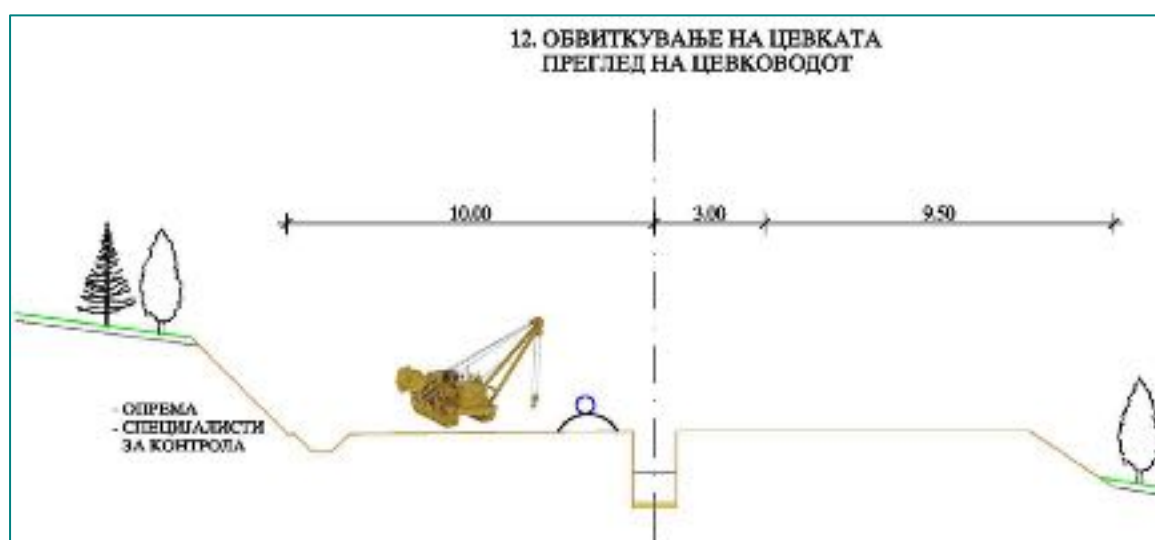 12. ОБВИТКУВАЊЕ НА ЦЕВКАТА
ПРЕГЛЕД НА ЦЕВКОВОДОТ
10.00 3.00 9.50
- ОПРЕМА
- СПЕЦИЈАЛИСТИ
ЗА КОНТРОЛА